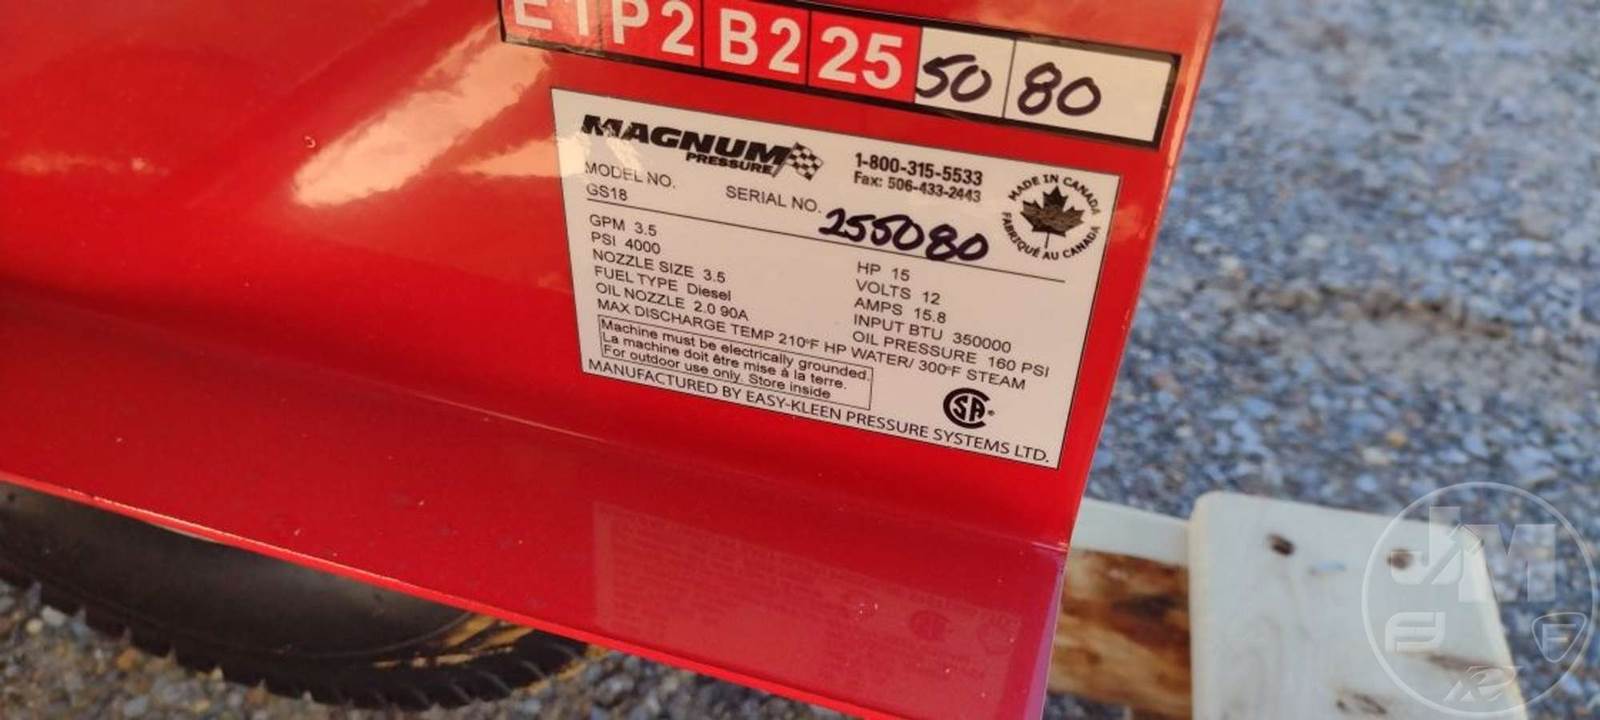 E1P2 B2 25 50 80
MAGNUM
PRESSURE
1-800-315-5533
Fax: 506-433-2443
MADE IN CANADA
FABRIQUÉ AU CANADA
MODEL NO.
GS18
SERIAL NO. 255080
GPM 3.5
PSI 4000
NOZZLE SIZE 3.5
FUEL TYPE Diesel
OIL NOZZLE 2.0 90A
HP 15
VOLTS 12
AMPS 15.8
INPUT BTU 350000
OIL PRESSURE 160 PSI
MAX DISCHARGE TEMP 210°F HP WATER/ 300°F STEAM
Machine must be electrically grounded.
La machine doit être mise à la terre.
For outdoor use only. Store inside
MANUFACTURED BY EASY-KLEEN PRESSURE SYSTEMS LTD.
JM